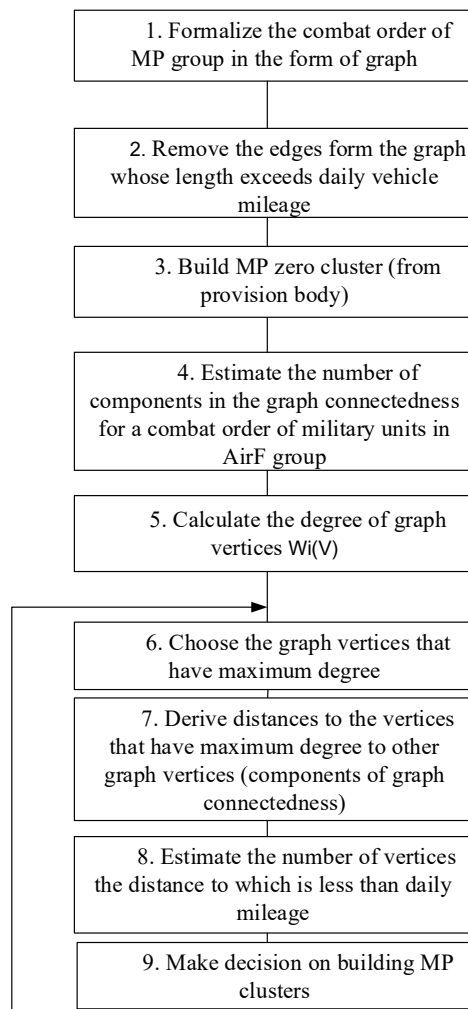 1. Formalize the combat order of
MP group in the form of graph
2. Remove the edges form the graph
whose length exceeds daily vehicle
mileage
3. Build MP zero cluster (from
provision body)
4. Estimate the number of
components in the graph connectedness
for a combat order of military units in
AirF group
5. Calculate the degree of graph
vertices Wi(V)
6. Choose the graph vertices that
have maximum degree
7. Derive distances to the vertices
that have maximum degree to other
graph vertices (components of graph
connectedness)
8. Estimate the number of vertices
the distance to which is less than daily
mileage
9. Make decision on building MP
clusters